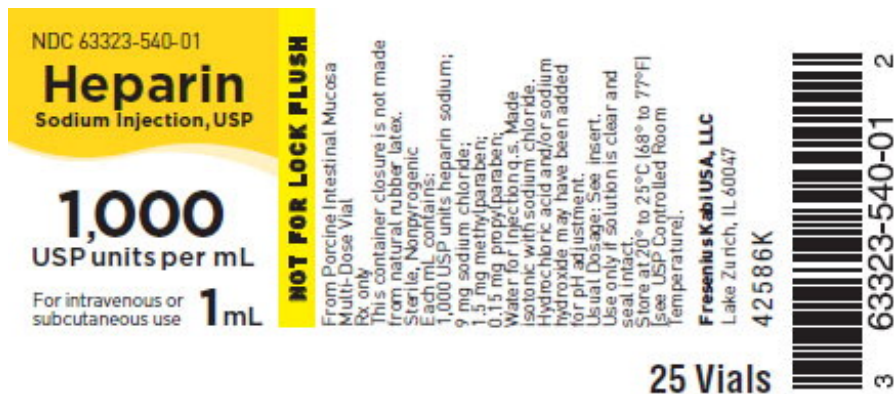 NDC 63323-540-01
Heparin
Sodium Injection, USP
1,000
USP units per mL
For intravenous or
subcutaneous use
1 mL
NOT FOR LOCK FLUSH
From Porcine Intestinal Mucosa
Multi-Dose Vial
Rx only
This container closure is not made
from natural rubber latex.
Sterile, Nonpyrogenic
Each mL contains:
1,000 USP units heparin sodium;
9 mg sodium chloride;
1.5 mg methylparaben;
0.15 mg propylparaben;
Water for Injection q.s. Made
isotonic with sodium chloride.
Hydrochloric acid and/or sodium
hydroxide may have been added
for pH adjustment.
Usual Dosage: See insert.
Use only if solution is clear and
seal intact.
Store at 20° to 25°C (68° to 77°F)
[see USP Controlled Room
Temperature].
Fresenius Kabi USA, LLC
Lake Zurich, IL 60047
42586K
25 Vials
3 63323-540-01 2